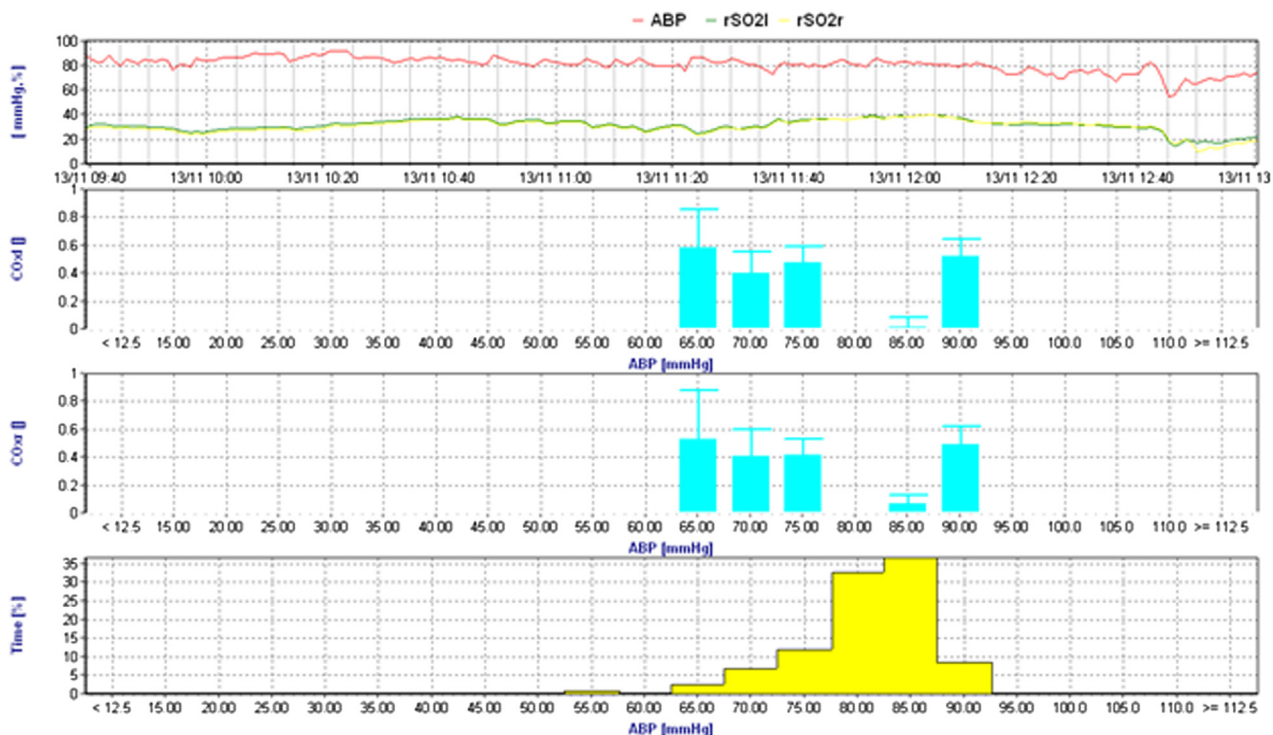 ABP rSO2l rSO2r
[ mmHg,%]
100
80
60
40
20
0
13/11 09:40 13/11 10:00 13/11 10:20 13/11 10:40 13/11 11:00 13/11 11:20 13/11 11:40 13/11 12:00 13/11 12:20 13/11 12:40 13/11 13
COxl []
1
0.8
0.6
0.4
0.2
0
< 12.5 15.00 20.00 25.00 30.00 35.00 40.00 45.00 50.00 55.00 60.00 65.00 70.00 75.00 80.00 85.00 90.00 95.00 100.0 105.0 110.0 >= 112.5
ABP [mmHg]
COxr []
1
0.8
0.6
0.4
0.2
0
< 12.5 15.00 20.00 25.00 30.00 35.00 40.00 45.00 50.00 55.00 60.00 65.00 70.00 75.00 80.00 85.00 90.00 95.00 100.0 105.0 110.0 >= 112.5
ABP [mmHg]
Time [%]
35
30
25
20
15
10
5
0
< 12.5 15.00 20.00 25.00 30.00 35.00 40.00 45.00 50.00 55.00 60.00 65.00 70.00 75.00 80.00 85.00 90.00 95.00 100.0 105.0 110.0 >= 112.5
ABP [mmHg]